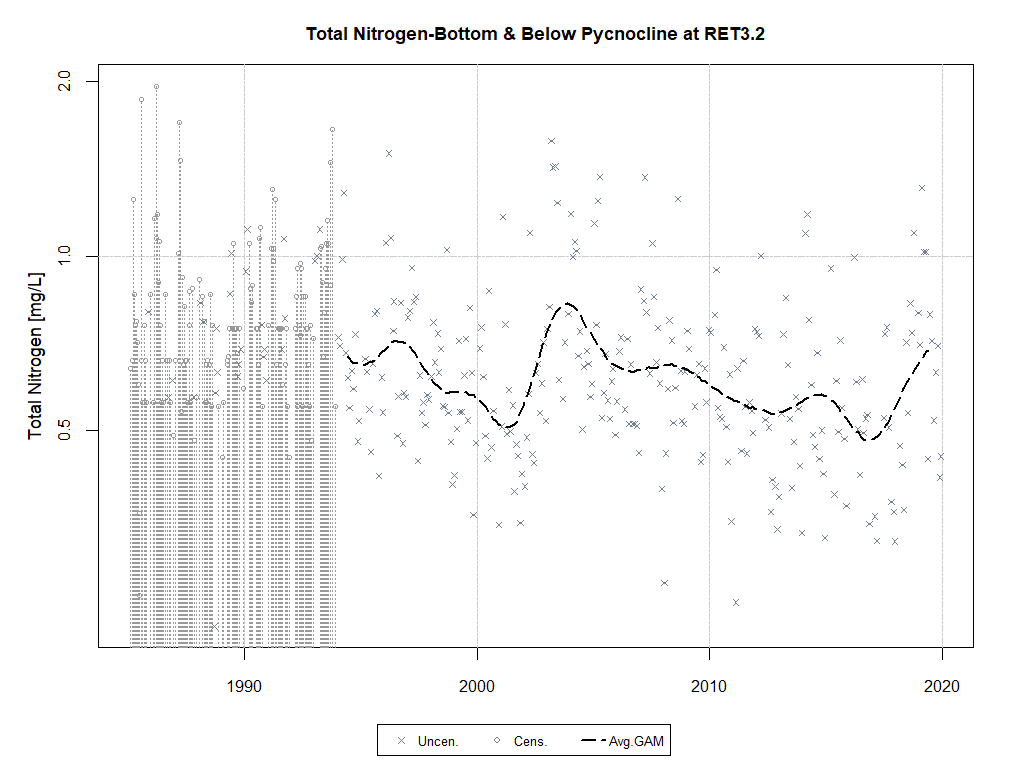 Total Nitrogen-Bottom & Below Pycnocline at RET3.2
Total Nitrogen [mg/L]
2.0
1.0
0.5
1990
2000
2010
2020
Uncen.
Cens.
Avg.GAM